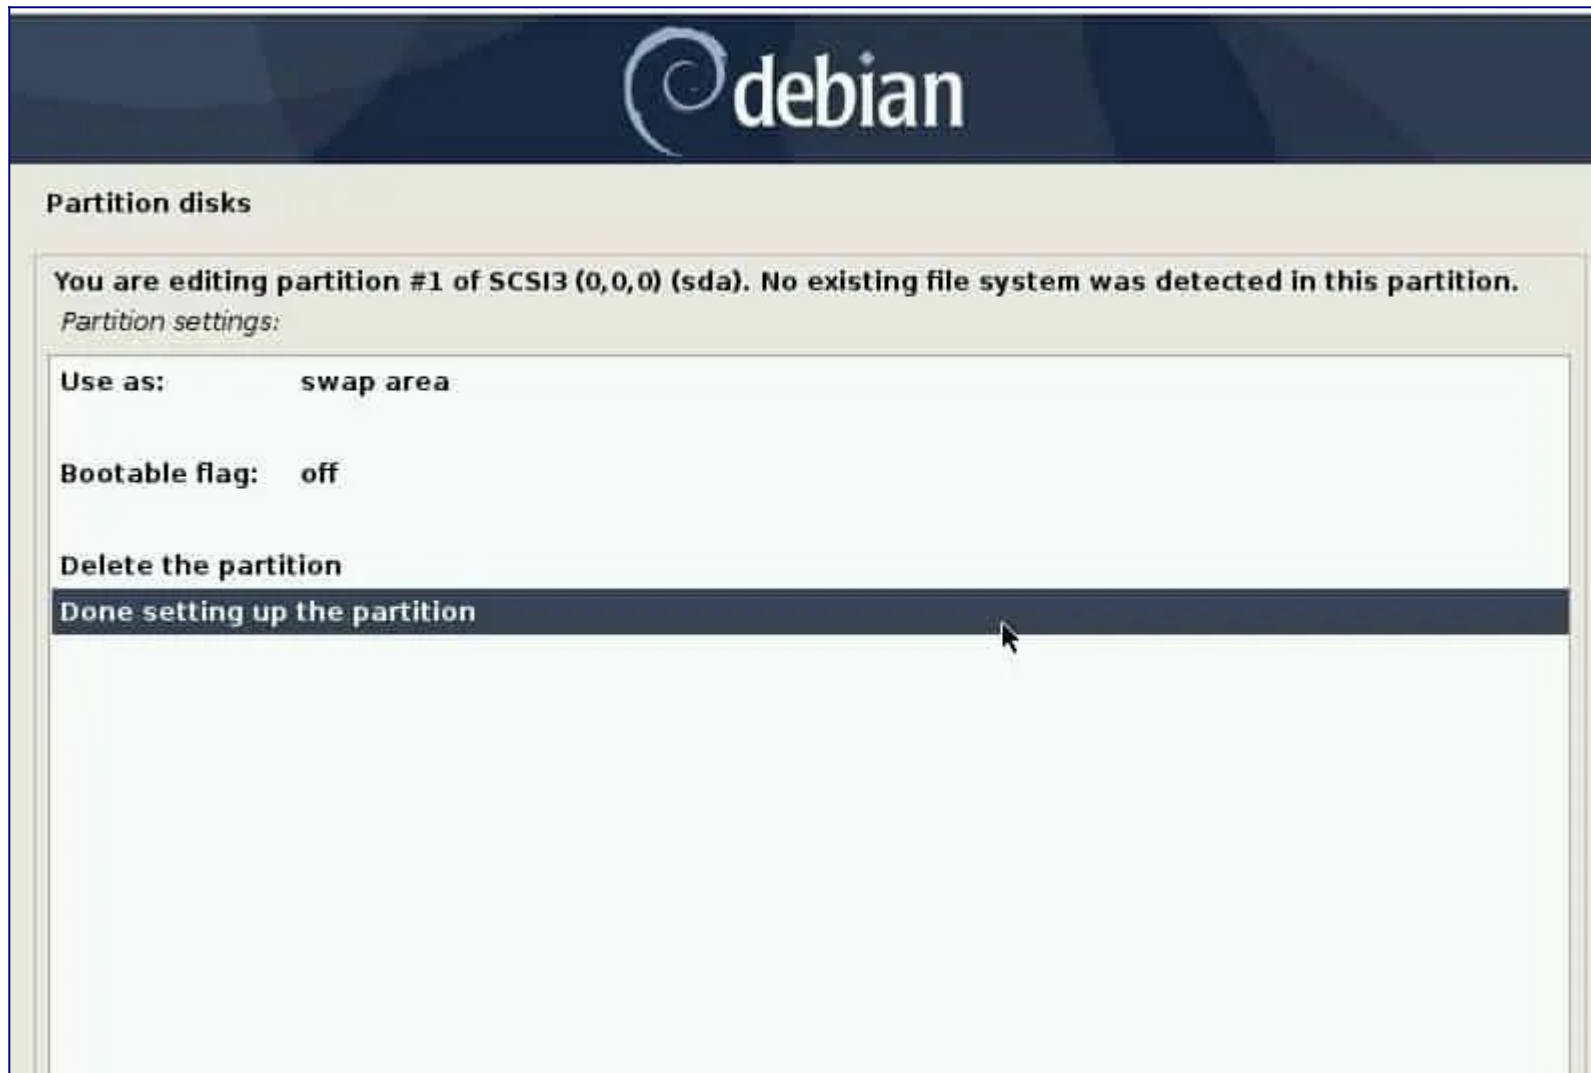 debian
Partition disks
You are editing partition #1 of SCSI3 (0,0,0) (sda). No existing file system was detected in this partition.
Partition settings:
Use as: swap area
Bootable flag: off
Delete the partition
Done setting up the partition